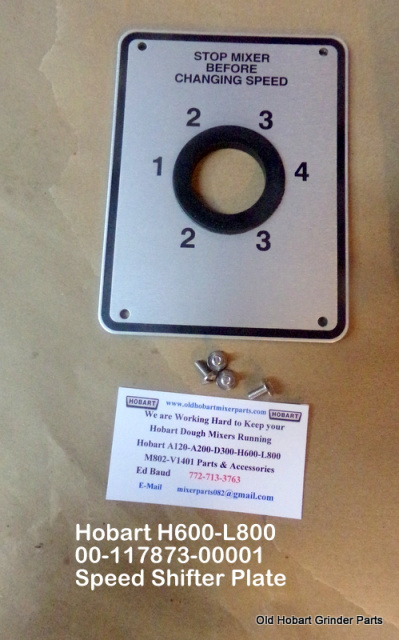 STOP MIXER
BEFORE
CHANGING SPEED
2 3
1 4
2 3
HOBART www.oldhobartmixerparts.com HOBART
We are Working Hard to Keep your
Hobart Dough Mixers Running
Hobart A120-A200-D300-H600-L800
M802-V1401 Parts & Accessories
Ed Baud 772-713-3763
E-Mail mixerparts082@gmail.com
Hobart H600-L800
00-117873-00001
Speed Shifter Plate
Old Hobart Grinder Parts